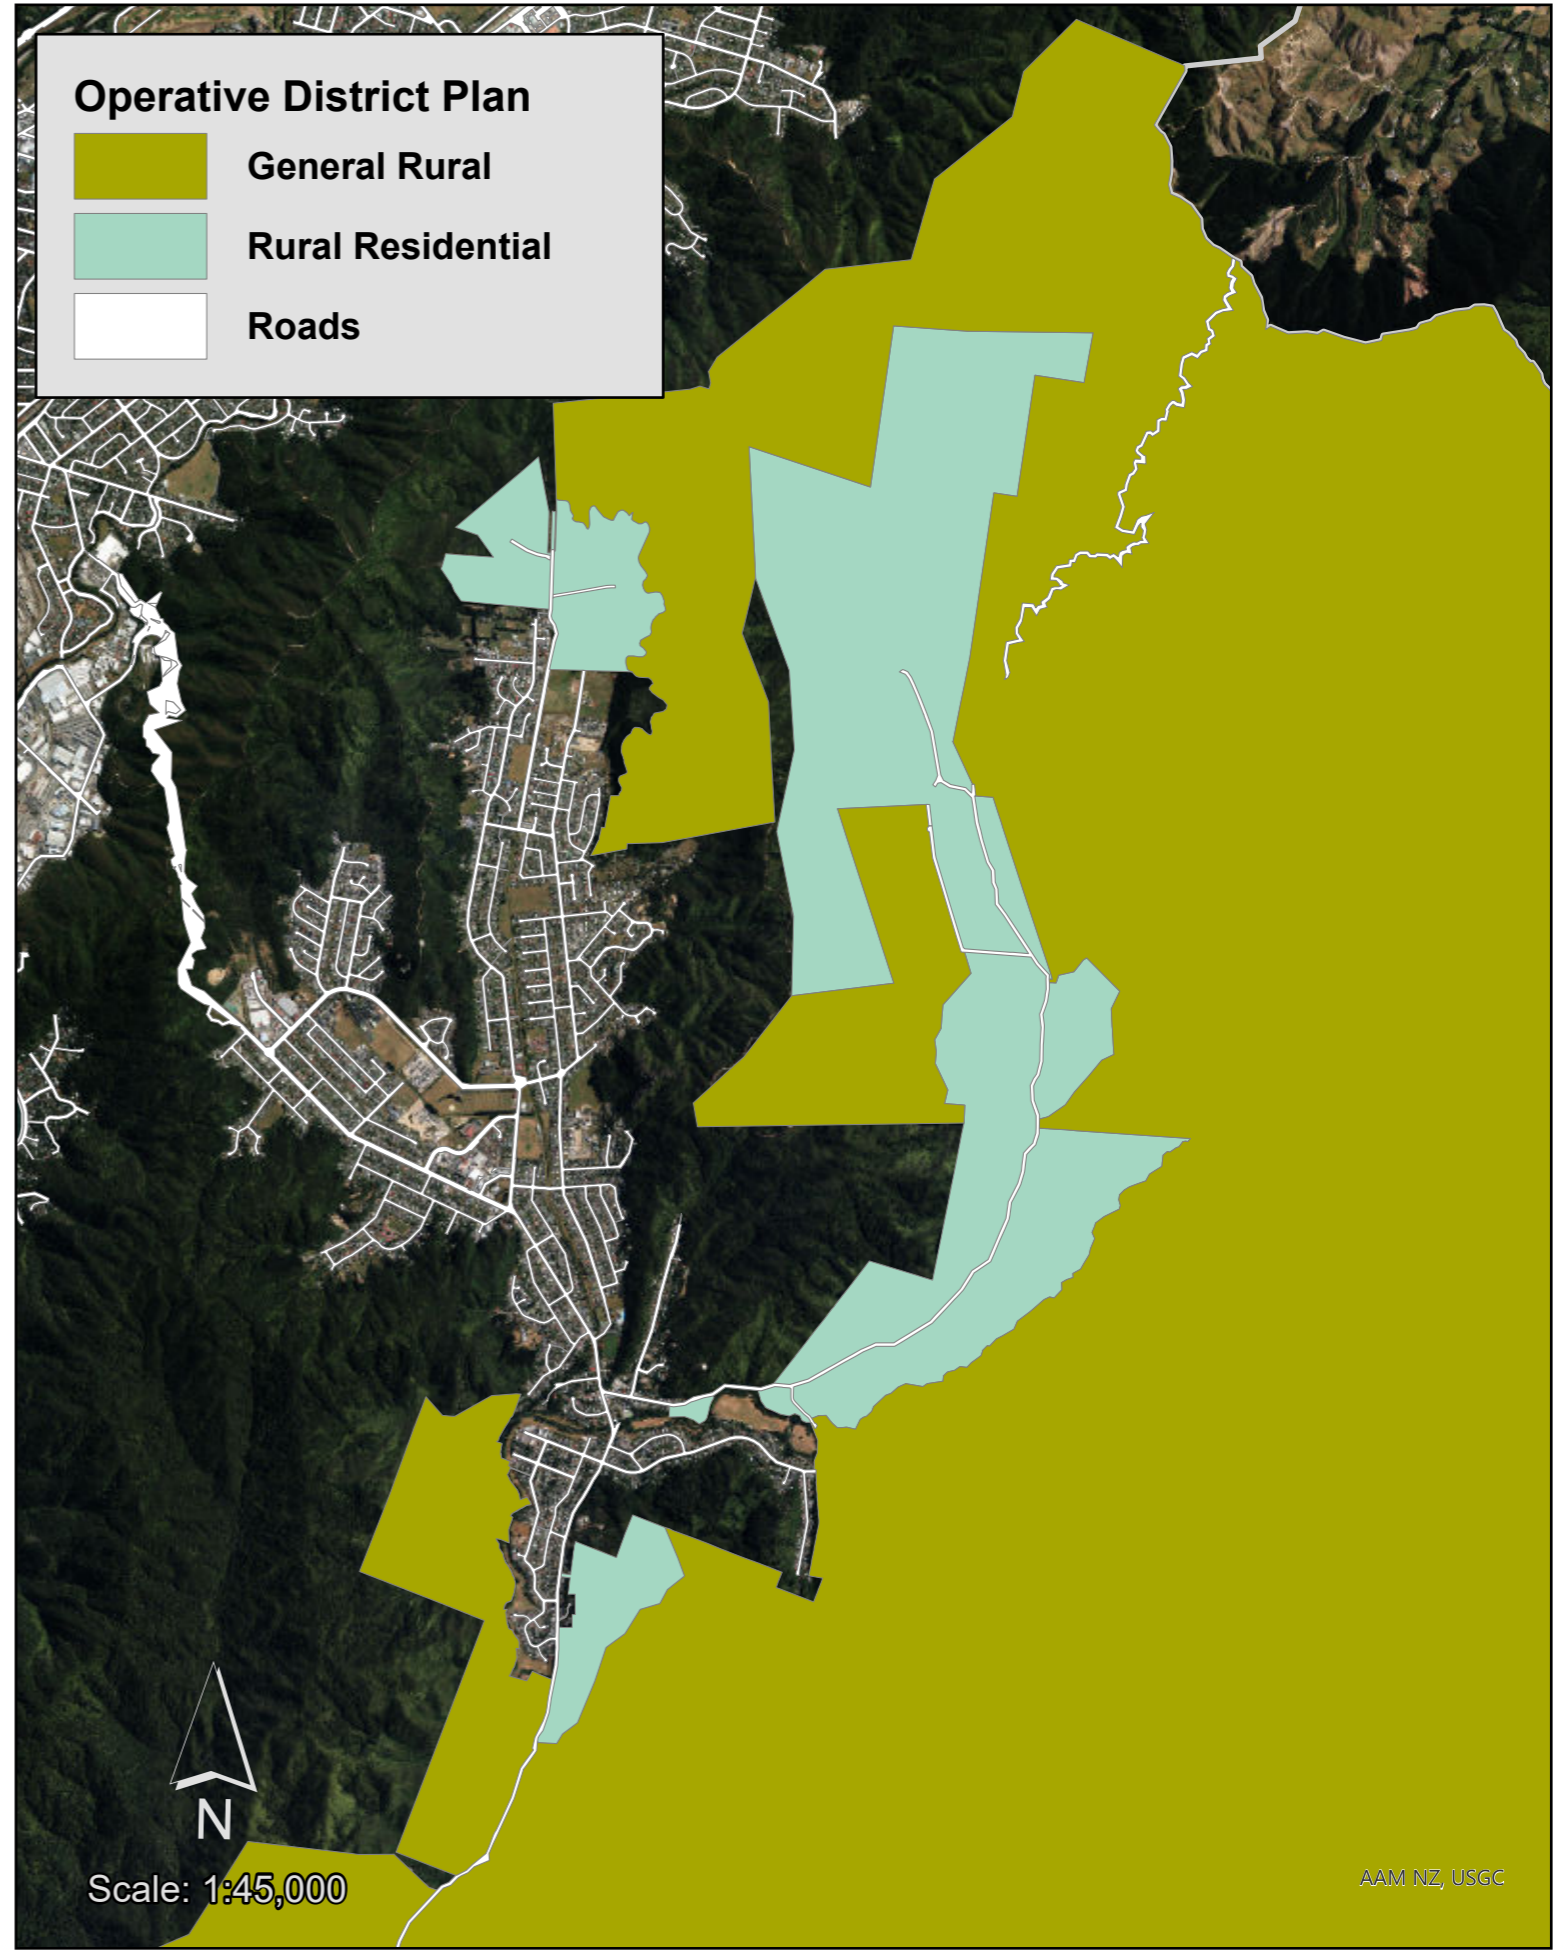 Operative District Plan
General Rural
Rural Residential
Roads
N
Scale: 1:45,000
AAM NZ, USGC